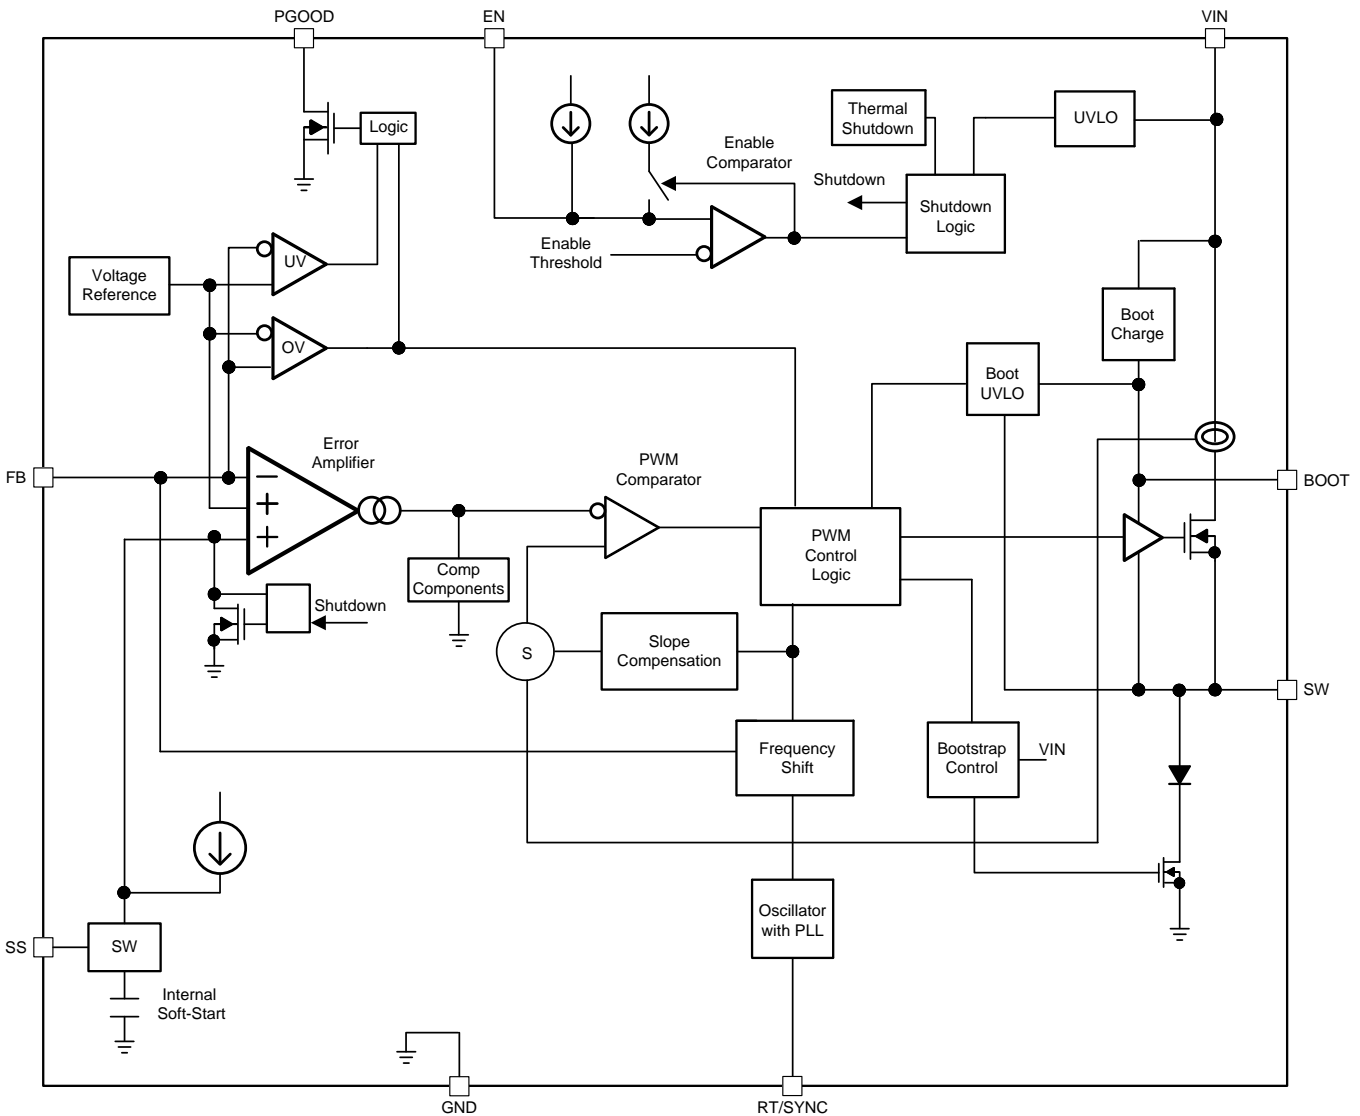 PGOOD
EN
VIN
Logic
Thermal
Shutdown
UVLO
Enable
Comparator
Shutdown
Shutdown
Logic
Enable
Threshold
UV
Voltage
Reference
OV
Boot
Charge
Boot
UVLO
Error
Amplifier
PWM
Comparator
FB
BOOT
−
+
+
PWM
Control
Logic
Comp
Components
Shutdown
S
Slope
Compensation
SW
Frequency
Shift
Bootstrap
Control
VIN
Oscillator
with PLL
SS
SW
Internal
Soft-Start
GND
RT/SYNC